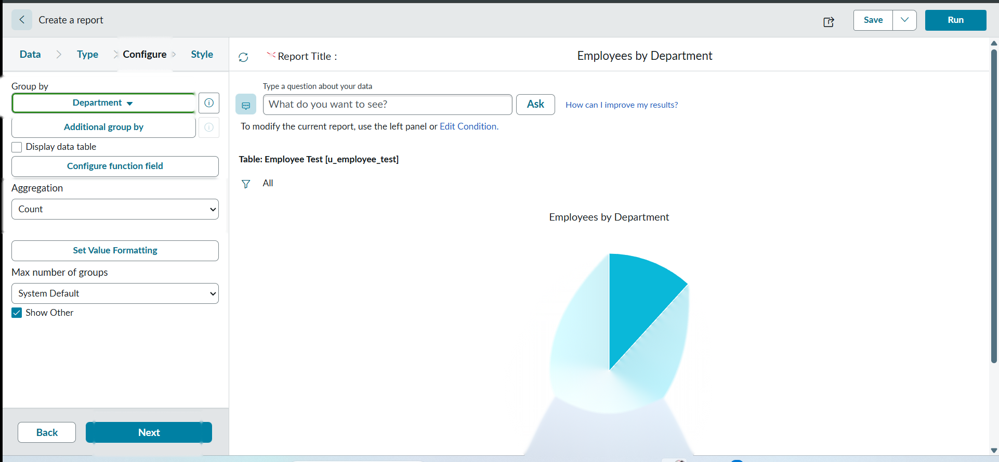 Create a report
Save
Run
Data
Type
Configure
Style
Report Title :
Employees by Department
Group by
Department
Additional group by
Display data table
Configure function field
Aggregation
Count
Set Value Formatting
Max number of groups
System Default
Show Other
Back
Next
Type a question about your data
What do you want to see?
Ask
How can I improve my results?
To modify the current report, use the left panel or Edit Condition.
Table: Employee Test [u_employee_test]
All
Employees by Department